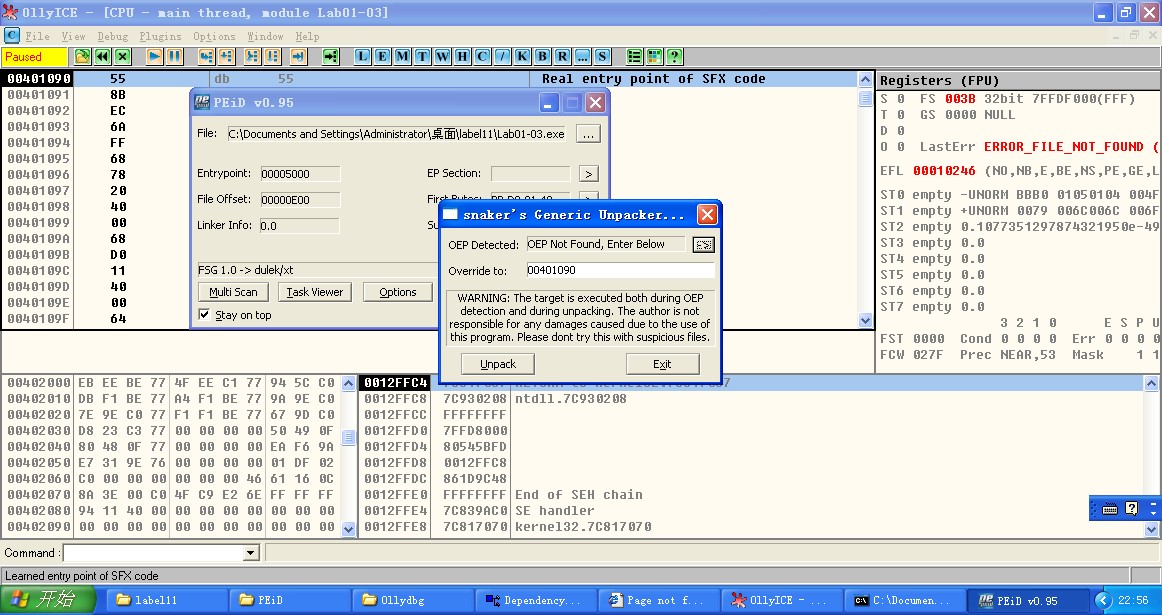 OllyICE - [CPU - main thread, module Lab01-03]
File View Debug Plugins Options Window Help
Paused
L E M T W H C / K B R ... S ?
00401090 55 db 55 Real entry point of SFX code
00401091 8B
00401092 EC
00401093 6A
00401094 FF
00401095 68
00401096 78
00401097 20
00401098 40
00401099 00
0040109A 68
0040109B D0
0040109C 11
0040109D 40
0040109E 00
0040109F 64
Registers (FPU)
S 0 FS 003B 32bit 7FFDF000(FFF)
T 0 GS 0000 NULL
D 0
O 0 LastErr ERROR_FILE_NOT_FOUND (
EFL 00010246 (NO,NB,E,BE,NS,PE,GE,L
ST0 empty -UNORM BBB0 01050104 004F
ST1 empty +UNORM 0079 006C006C 006F
ST2 empty 0.1077351297874321950e-49
ST3 empty 0.0
ST4 empty 0.0
ST5 empty 0.0
ST6 empty 0.0
ST7 empty 0.0
3 2 1 0 E S P U
FST 0000 Cond 0 0 0 0 Err 0 0 0 0
FCW 027F Prec NEAR,53 Mask 1 1
PEiD v0.95
File: C:\Documents and Settings\Administrator\桌面\label11\Lab01-03.exe ...
Entrypoint: 00005000 EP Section: >
File Offset: 00000E00
Linker Info: 0.0
FSG 1.0 -> dulek/xt
Multi Scan Task Viewer Options
Stay on top
snaker's Generic Unpacker...
OEP Detected: OEP Not Found, Enter Below
Override to: 00401090
WARNING: The target is executed both during OEP
detection and during unpacking. The author is not
responsible for any damages caused due to the use of
this program. Please dont try this with suspicious files.
Unpack Exit
00402000 EB EE BE 77 4F EE C1 77 94 5C C0
00402010 DB F1 BE 77 A4 F1 BE 77 9A 9E C0
00402020 7E 9E C0 77 F1 F1 BE 77 67 9D C0
00402030 D8 23 C3 77 00 00 00 00 50 49 0F
00402040 80 48 0F 77 00 00 00 00 EA F6 9A
00402050 E7 31 9E 76 00 00 00 00 01 DF 02
00402060 C0 00 00 00 00 00 00 46 61 16 0C
00402070 8A 3E 00 C0 4F C9 E2 6E FF FF FF
00402080 94 11 40 00 00 00 00 00 00 00 00
00402090 00 00 00 00 00 00 00 00 00 00 00
0012FFC4
0012FFC8 7C930208 ntdll.7C930208
0012FFCC FFFFFFFF
0012FFD0 7FFD8000
0012FFD4 80545BFD
0012FFD8 0012FFC8
0012FFDC 861D9C48
0012FFE0 FFFFFFFF End of SEH chain
0012FFE4 7C839AC0 SE handler
0012FFE8 7C817070 kernel32.7C817070
Command :
Learned entry point of SFX code
开始 label11 PEiD Ollydbg Dependency... Page not f... OllyICE - ... C:\Documen... PEiD v0.95 22:56